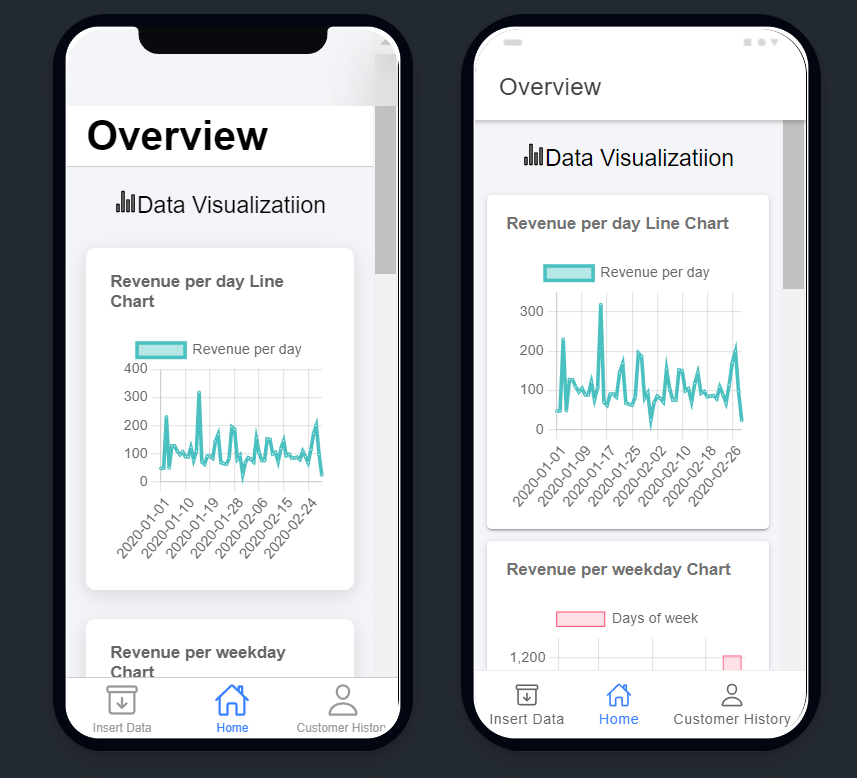 Overview
Data Visualizatiion
Revenue per day Line
Chart
Revenue per day
400
300
200
100
0
2020-01-01
2020-01-10
2020-01-19
2020-01-28
2020-02-06
2020-02-15
2020-02-24
Revenue per weekday
Chart
Insert Data
Home
Customer Histor
Overview
Data Visualizatiion
Revenue per day Line Chart
Revenue per day
300
200
100
0
2020-01-01
2020-01-09
2020-01-17
2020-01-25
2020-02-02
2020-02-10
2020-02-18
2020-02-26
Revenue per weekday Chart
Days of week
1,200
Insert Data
Home
Customer History